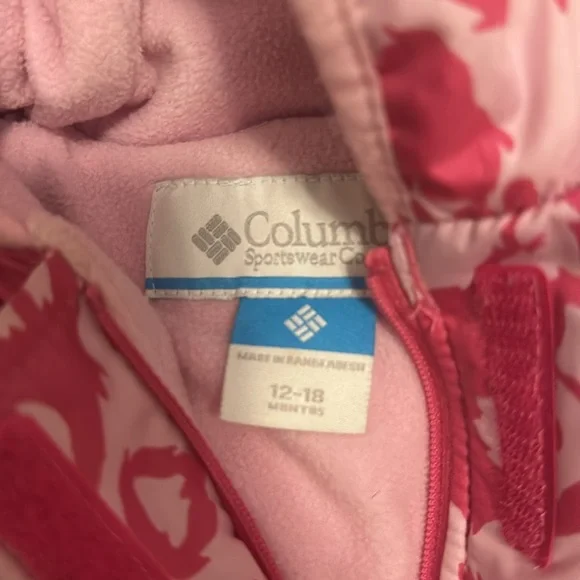 Columb
Sportswear Co
MADE IN BANGLADESH
12-18
MONTHS